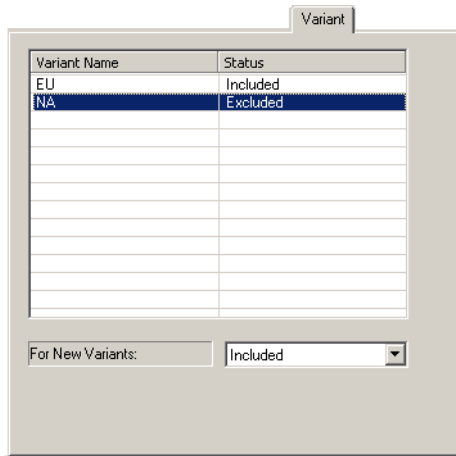 Variant
Variant Name Status
EU Included
NA Excluded
For New Variants: Included